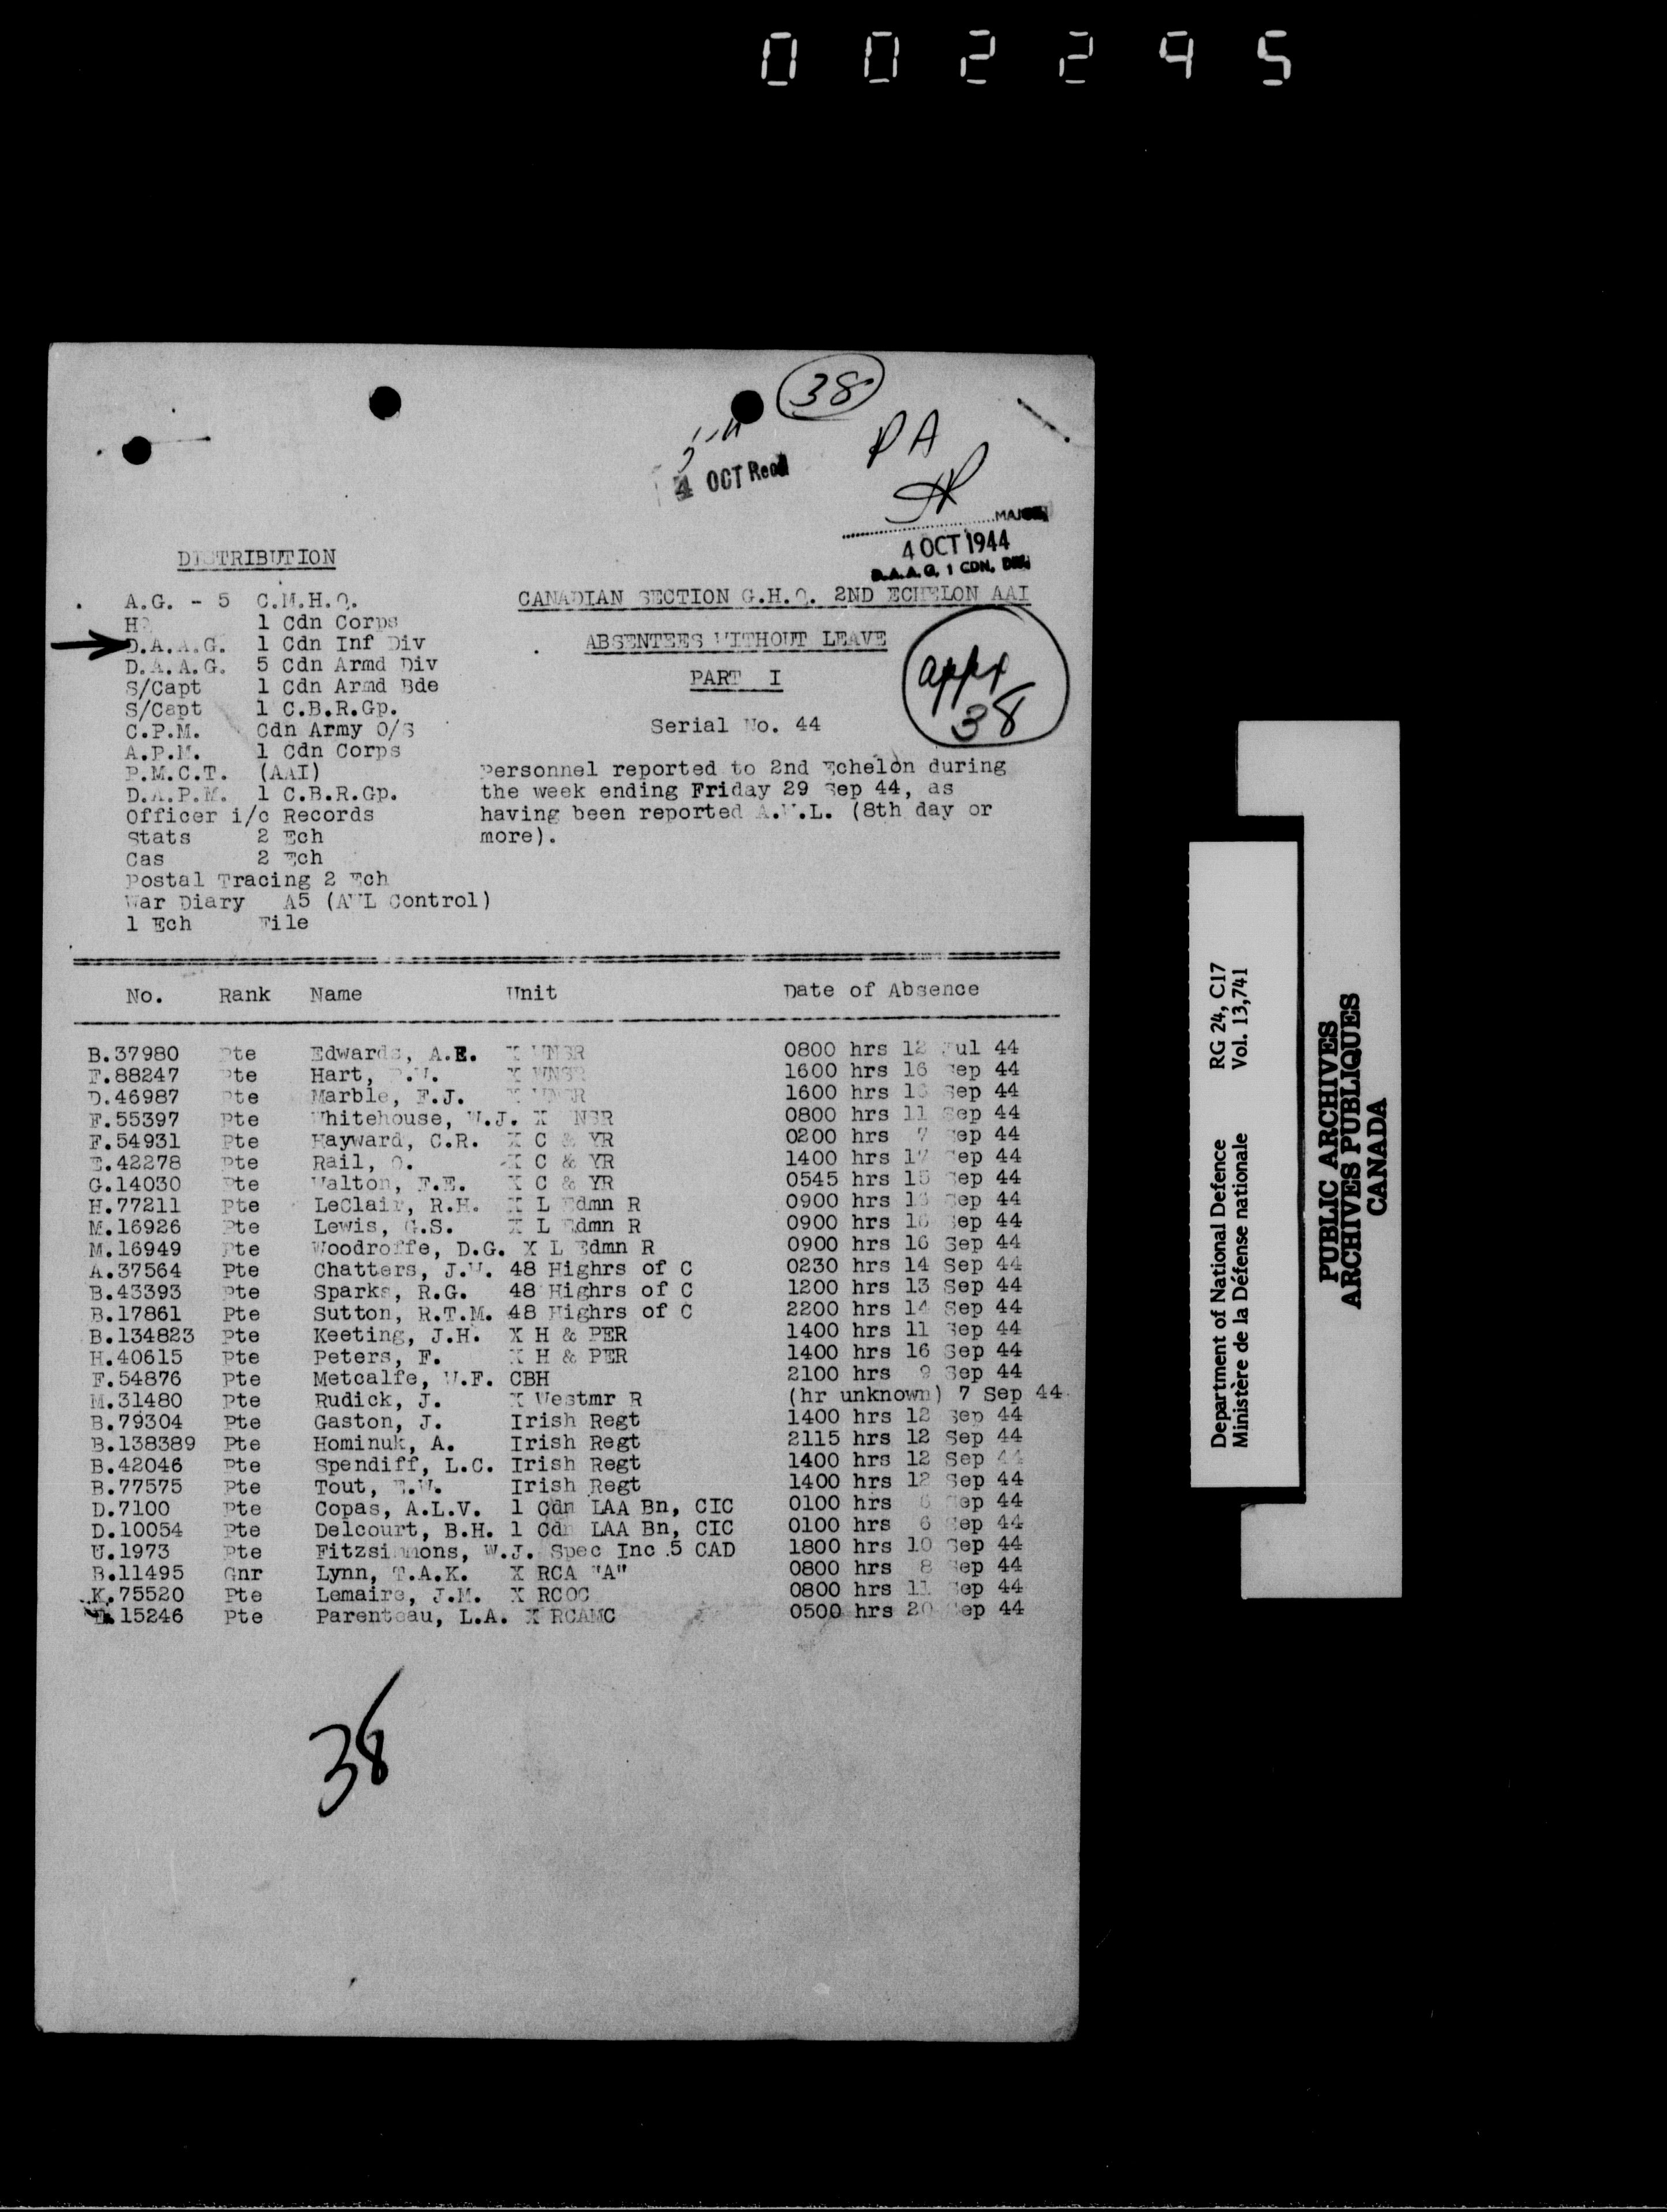 002295
38
PA
4 OCT Recd
MAJOR
4 OCT 1944
D.A.A.G. 1 CDN. DIV.
DISTRIBUTION
A.G. - 5 C.M.H.Q.
HQ 1 Cdn Corps
D.A.A.G. 1 Cdn Inf Div
D.A.A.G. 5 Cdn Armd Div
S/Capt 1 Cdn Armd Bde
S/Capt 1 C.B.R.Gp.
C.P.M. Cdn Army O/S
A.P.M. 1 Cdn Corps
P.M.C.T. (AAI)
D.A.P.M. 1 C.B.R.Gp.
Officer i/c Records
Stats 2 Ech
Cas 2 Ech
Postal Tracing 2 Ech
War Diary A5 (AWL Control)
1 Ech File
CANADIAN SECTION G.H.Q. 2ND ECHELON AAI
ABSENTEES WITHOUT LEAVE
PART I
Serial No. 44
appx
38
Personnel reported to 2nd Echelon during
the week ending Friday 29 Sep 44, as
having been reported A.W.L. (8th day or
more).
No. Rank Name Unit Date of Absence
B.37980 Pte Edwards, A.E. X WNSR 0800 hrs 12 Jul 44
F.88247 Pte Hart, X WNSR 1600 hrs 16 Sep 44
D.46987 Pte Marble, F.J. X WNSR 1600 hrs Sep 44
F.55397 Pte Whitehouse, W.J. X WNSR 0800 hrs 11 Sep 44
F.54931 Pte Hayward, C.R. X C & YR 0200 hrs 7 Sep 44
E.42278 Pte Rail, O. X C & YR 1400 hrs 17 Sep 44
G.14030 Pte Walton, F.E. X C & YR 0545 hrs 15 Sep 44
H.77211 Pte LeClair, R.H. X L Edmn R 0900 hrs Sep 44
M.16926 Pte Lewis, G.S. X L Edmn R 0900 hrs 16 Sep 44
M.16949 Pte Woodroffe, D.G. X L Edmn R 0900 hrs 16 Sep 44
A.37564 Pte Chatters, J.W. 48 Highrs of C 0230 hrs 14 Sep 44
B.43393 Pte Sparks, R.G. 48 Highrs of C 1200 hrs 13 Sep 44
B.17861 Pte Sutton, R.T.M. 48 Highrs of C 2200 hrs 14 Sep 44
B.134823 Pte Keeting, J.H. X H & PER 1400 hrs 11 Sep 44
H.40615 Pte Peters, F. X H & PER 1400 hrs 16 Sep 44
F.54876 Pte Metcalfe, W.F. CBH 2100 hrs 9 Sep 44
M.31480 Pte Rudick, J. X Westmr R (hr unknown) 7 Sep 44
B.79304 Pte Gaston, J. Irish Regt 1400 hrs 12 Sep 44
B.138389 Pte Hominuk, A. Irish Regt 2115 hrs 12 Sep 44
B.42046 Pte Spendiff, L.C. Irish Regt 1400 hrs 12 Sep 44
B.77575 Pte Tout, E.W. Irish Regt 1400 hrs 12 Sep 44
D.7100 Pte Copas, A.L.V. 1 Cdn LAA Bn, CIC 0100 hrs 6 Sep 44
D.10054 Pte Delcourt, B.H. 1 Cdn LAA Bn, CIC 0100 hrs 6 Sep 44
U.1973 Pte Fitzsimmons, W.J. Spec Inc 5 CAD 1800 hrs 10 Sep 44
B.11495 Gnr Lynn, T.A.K. X RCA "A" 0800 hrs 8 Sep 44
K.75520 Pte Lemaire, J.M. X RCOC 0800 hrs 11 Sep 44
15246 Pte Parenteau, L.A. X RCAMC 0500 hrs 20 Sep 44
38
Department of National Defence RG 24, C17
Ministère de la Défense nationale Vol. 13,741
PUBLIC ARCHIVES
ARCHIVES PUBLIQUES
CANADA